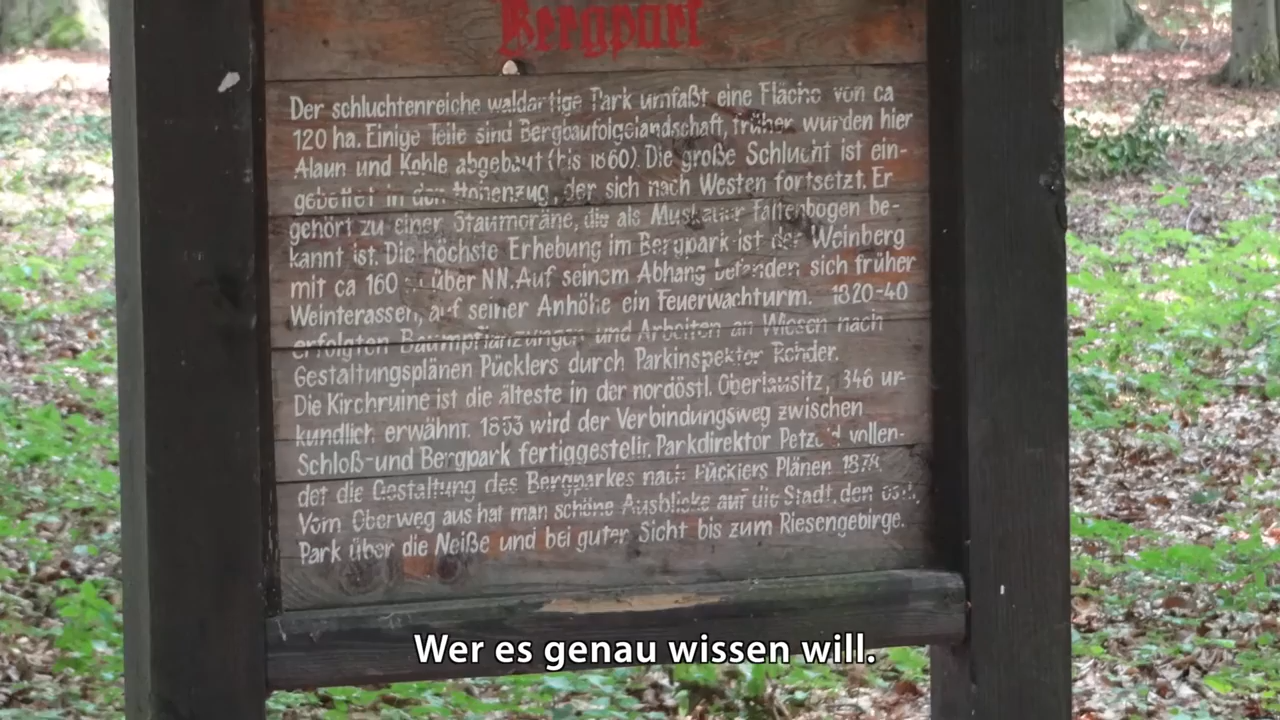 Bergpark
Der schluchtenreiche waldartige Park umfaßt eine Fläche von ca
120 ha. Einige Teile sind Bergbaufolgelandschaft, früher wurden hier
Alaun und Kohle abgebaut (bis 1860). Die große Schlucht ist ein-
gebettet in den Höhenzug, der sich nach Westen fortsetzt. Er
gehört zu einer Staumoräne, die als Muskauer Faltenbogen be-
kannt ist. Die höchste Erhebung im Bergpark ist der Weinberg
mit ca 160 über NN. Auf seinem Abhang befanden sich früher
Weinterassen, auf seiner Anhöhe ein Feuerwachturm. 1820-40
erfolgten Baumpflanzungen und Arbeiten an Wiesen nach
Gestaltungsplänen Pücklers durch Parkinspektor Rehder.
Die Kirchruine ist die älteste in der nordöstl. Oberlausitz, 1346 ur-
kundlich erwähnt. 1853 wird der Verbindungsweg zwischen
Schloß- und Bergpark fertiggestellt. Parkdirektor Petzold vollen-
det die Gestaltung des Bergparkes nach Pücklers Plänen 1878.
Vom Oberweg aus hat man schöne Ausblicke auf die Stadt, den
Park über die Neiße und bei guter Sicht bis zum Riesengebirge.
Wer es genau wissen will.